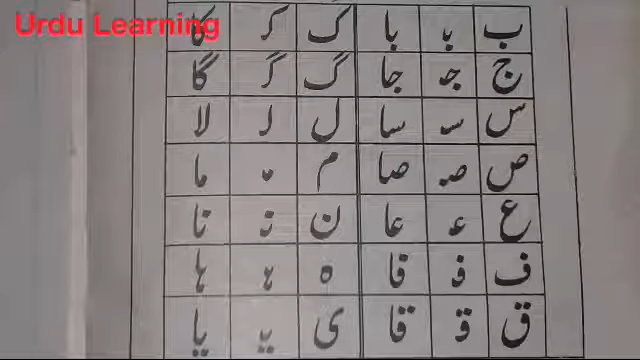 Urdu Learning
ب بـ با ک کـ کا
ج جـ جا گ گـ گا
س سـ سا ل لـ لا
ص صـ صا م مـ ما
ع عـ عا ن نـ نا
ف فـ فا ہ ہـ ہا
ق قـ قا ی یـ یا